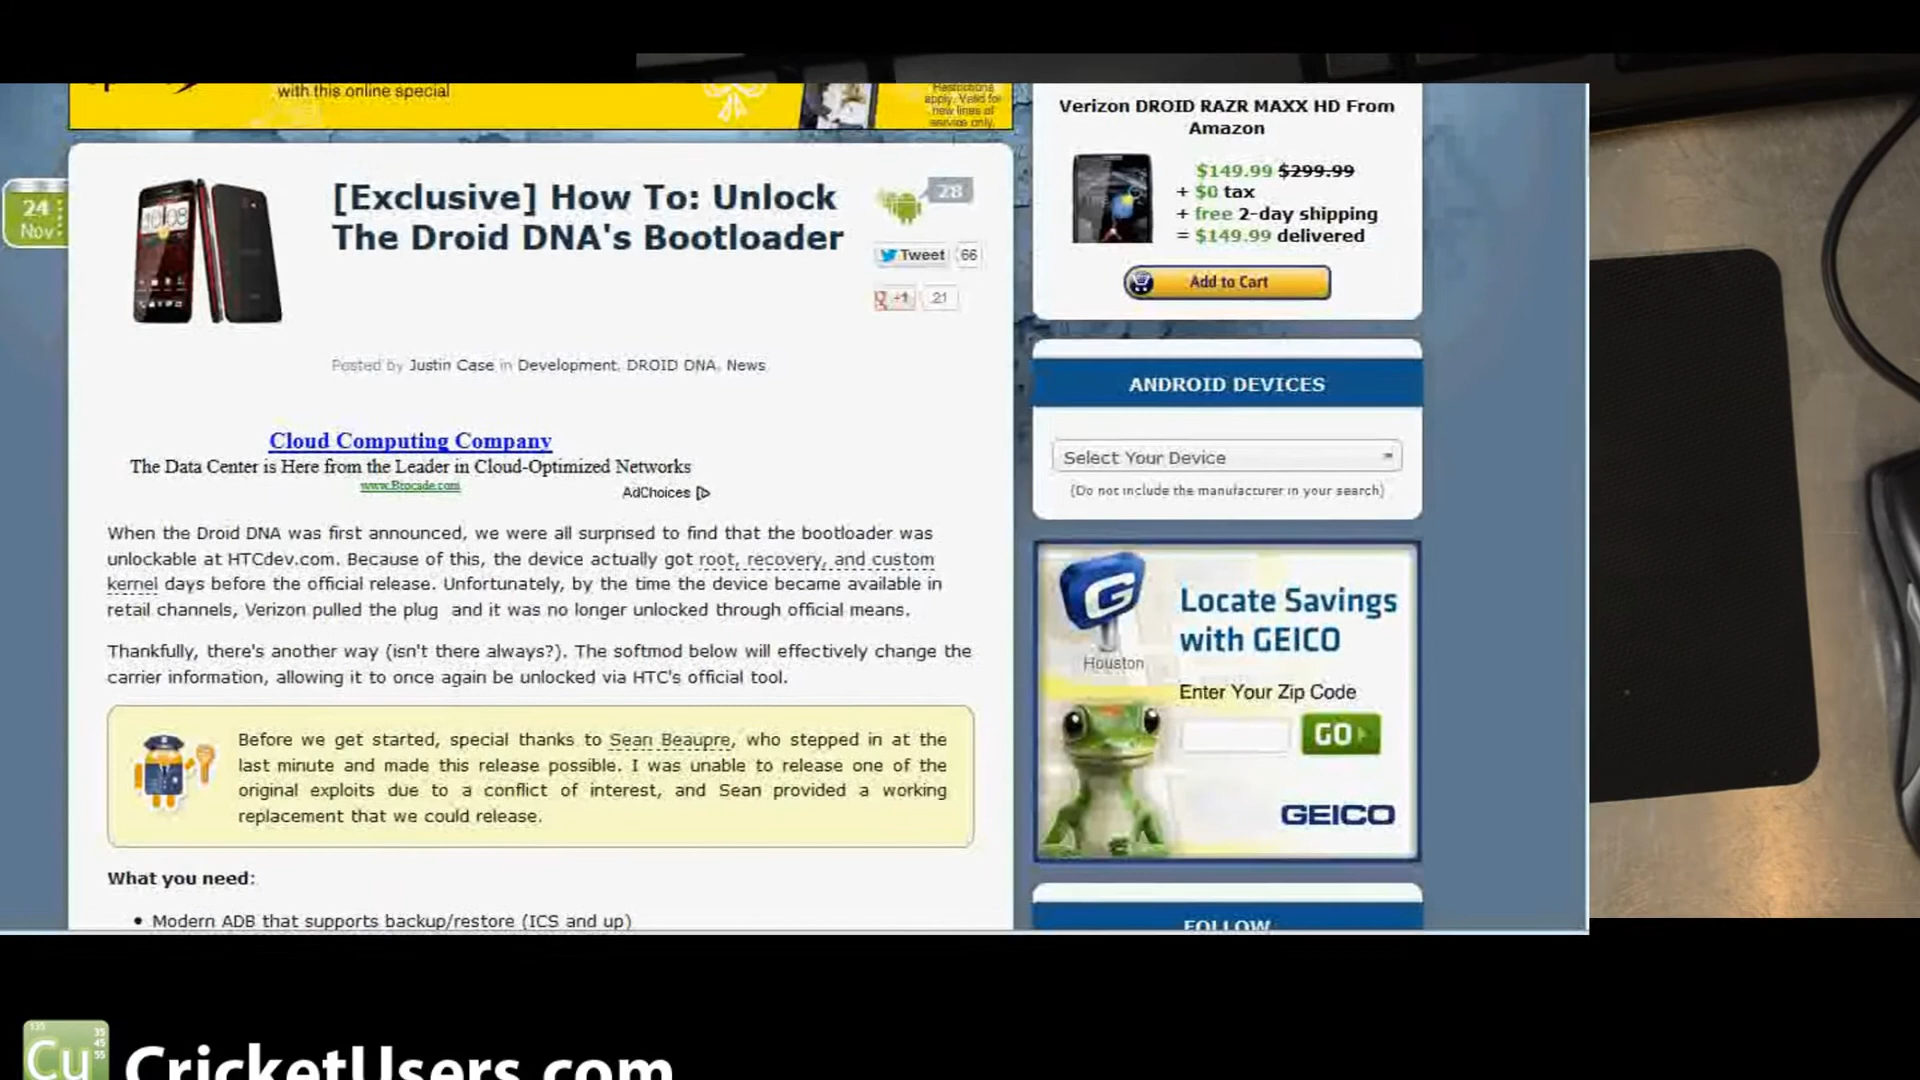 with this online special
Restrictions
apply. Valid for
new lines of
service only.
24
Nov
[Exclusive] How To: Unlock
The Droid DNA's Bootloader
28
Tweet 66
+1 21
Posted by Justin Case in Development, DROID DNA, News
Cloud Computing Company
The Data Center is Here from the Leader in Cloud-Optimized Networks
www.Brocade.com
AdChoices
When the Droid DNA was first announced, we were all surprised to find that the bootloader was
unlockable at HTCdev.com. Because of this, the device actually got root, recovery, and custom
kernel days before the official release. Unfortunately, by the time the device became available in
retail channels, Verizon pulled the plug and it was no longer unlocked through official means.
Thankfully, there's another way (isn't there always?). The softmod below will effectively change the
carrier information, allowing it to once again be unlocked via HTC's official tool.
Before we get started, special thanks to Sean Beaupre, who stepped in at the
last minute and made this release possible. I was unable to release one of the
original exploits due to a conflict of interest, and Sean provided a working
replacement that we could release.
What you need:
• Modern ADB that supports backup/restore (ICS and up)
Verizon DROID RAZR MAXX HD From
Amazon
$149.99 $299.99
+ $0 tax
+ free 2-day shipping
= $149.99 delivered
Add to Cart
ANDROID DEVICES
Select Your Device
(Do not include the manufacturer in your search)
G
Locate Savings
with GEICO
Houston
Enter Your Zip Code
GO
GEICO
FOLLOW
135
35
45
55
Cu
CricketUsers.com